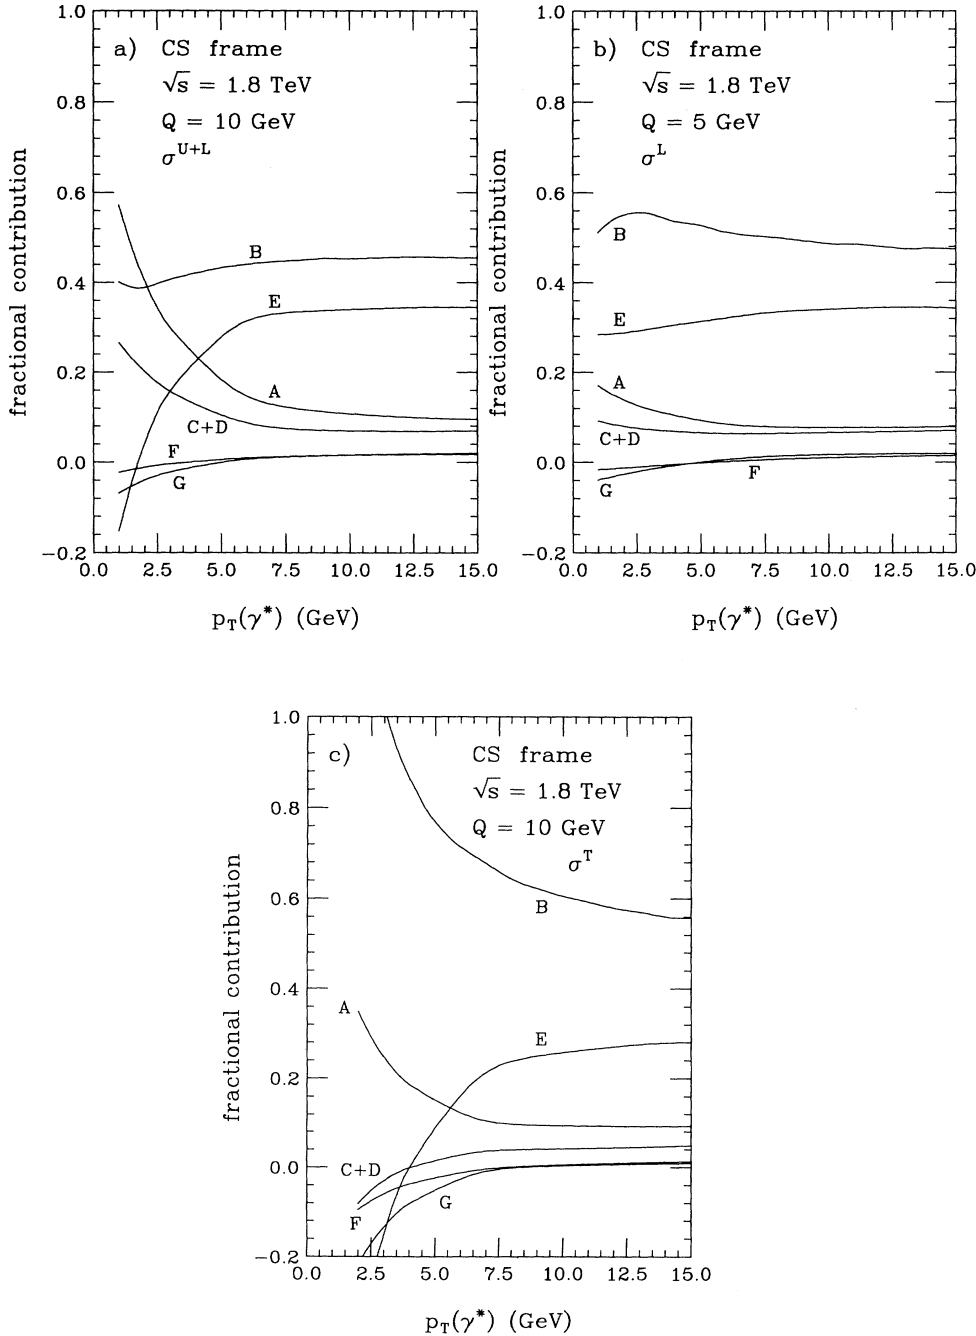 a) CS frame
√s = 1.8 TeV
Q = 10 GeV
σ^{U+L}
fractional contribution
1.0
0.8
0.6
0.4
0.2
0.0
−0.2
B
E
A
C+D
F
G
0.0 2.5 5.0 7.5 10.0 12.5 15.0
p_T(γ*) (GeV)
b) CS frame
√s = 1.8 TeV
Q = 5 GeV
σ^L
fractional contribution
1.0
0.8
0.6
0.4
0.2
0.0
−0.2
B
E
A
C+D
F
G
0.0 2.5 5.0 7.5 10.0 12.5 15.0
p_T(γ*) (GeV)
c) CS frame
√s = 1.8 TeV
Q = 10 GeV
σ^T
fractional contribution
1.0
0.8
0.6
0.4
0.2
0.0
−0.2
B
A
E
C+D
F
G
0.0 2.5 5.0 7.5 10.0 12.5 15.0
p_T(γ*) (GeV)